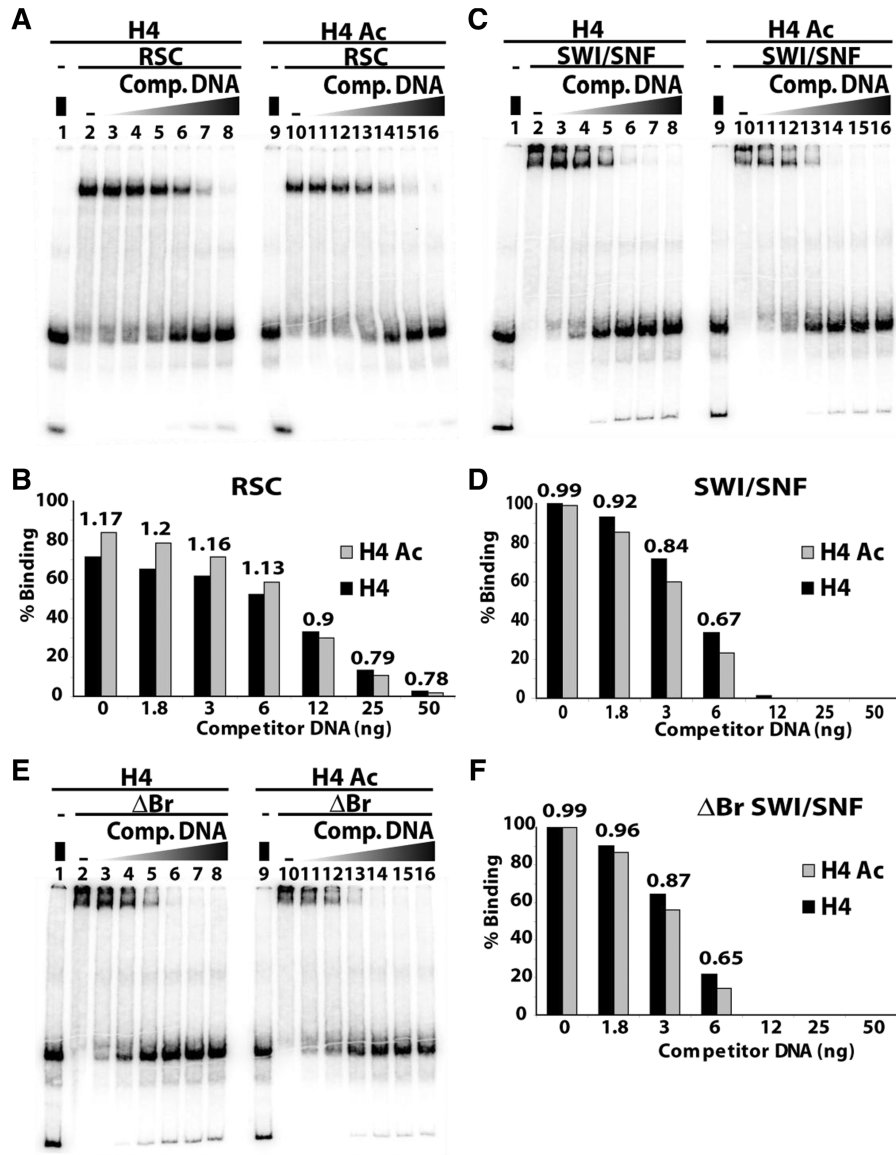 A
H4
H4 Ac
RSC
RSC
-
-
Comp. DNA
Comp. DNA
-
-
1 2 3 4 5 6 7 8
9 10 11 12 13 14 15 16
C
H4
H4 Ac
SWI/SNF
SWI/SNF
-
-
Comp. DNA
Comp. DNA
-
-
1 2 3 4 5 6 7 8
9 10 11 12 13 14 15 16
B
RSC
% Binding
100
80
60
40
20
0
1.17
1.2
1.16
1.13
0.9
0.79
0.78
H4 Ac
H4
0 1.8 3 6 12 25 50
Competitor DNA (ng)
D
SWI/SNF
% Binding
100
80
60
40
20
0
0.99
0.92
0.84
0.67
H4 Ac
H4
0 1.8 3 6 12 25 50
Competitor DNA (ng)
E
H4
H4 Ac
ΔBr
ΔBr
-
-
Comp. DNA
Comp. DNA
-
-
1 2 3 4 5 6 7 8
9 10 11 12 13 14 15 16
F
ΔBr SWI/SNF
% Binding
100
80
60
40
20
0
0.99
0.96
0.87
0.65
H4 Ac
H4
0 1.8 3 6 12 25 50
Competitor DNA (ng)